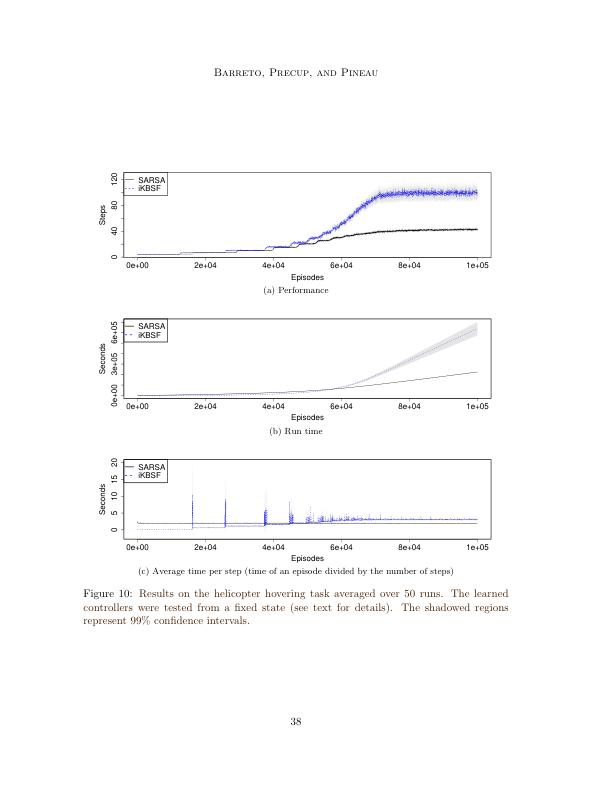 BARRETO, PRECUP, AND PINEAU
SARSA
iKBSF
Steps
0 40 80 120
0e+00 2e+04 4e+04 6e+04 8e+04 1e+05
Episodes
(a) Performance
SARSA
iKBSF
Seconds
0e+00 3e+05 6e+05
0e+00 2e+04 4e+04 6e+04 8e+04 1e+05
Episodes
(b) Run time
SARSA
iKBSF
Seconds
0 5 10 15 20
0e+00 2e+04 4e+04 6e+04 8e+04 1e+05
Episodes
(c) Average time per step (time of an episode divided by the number of steps)
Figure 10: Results on the helicopter hovering task averaged over 50 runs. The learned
controllers were tested from a fixed state (see text for details). The shadowed regions
represent 99% confidence intervals.
38